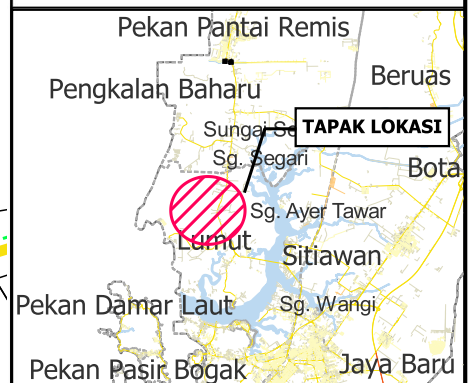 Pekan Pantai Remis
Beruas
Pengkalan Baharu
Sungai
TAPAK LOKASI
Sg. Segari
Bota
Sg. Ayer Tawar
Lumut
Sitiawan
Pekan Damar Laut
Sg. Wangi
Pekan Pasir Bogak
Jaya Baru